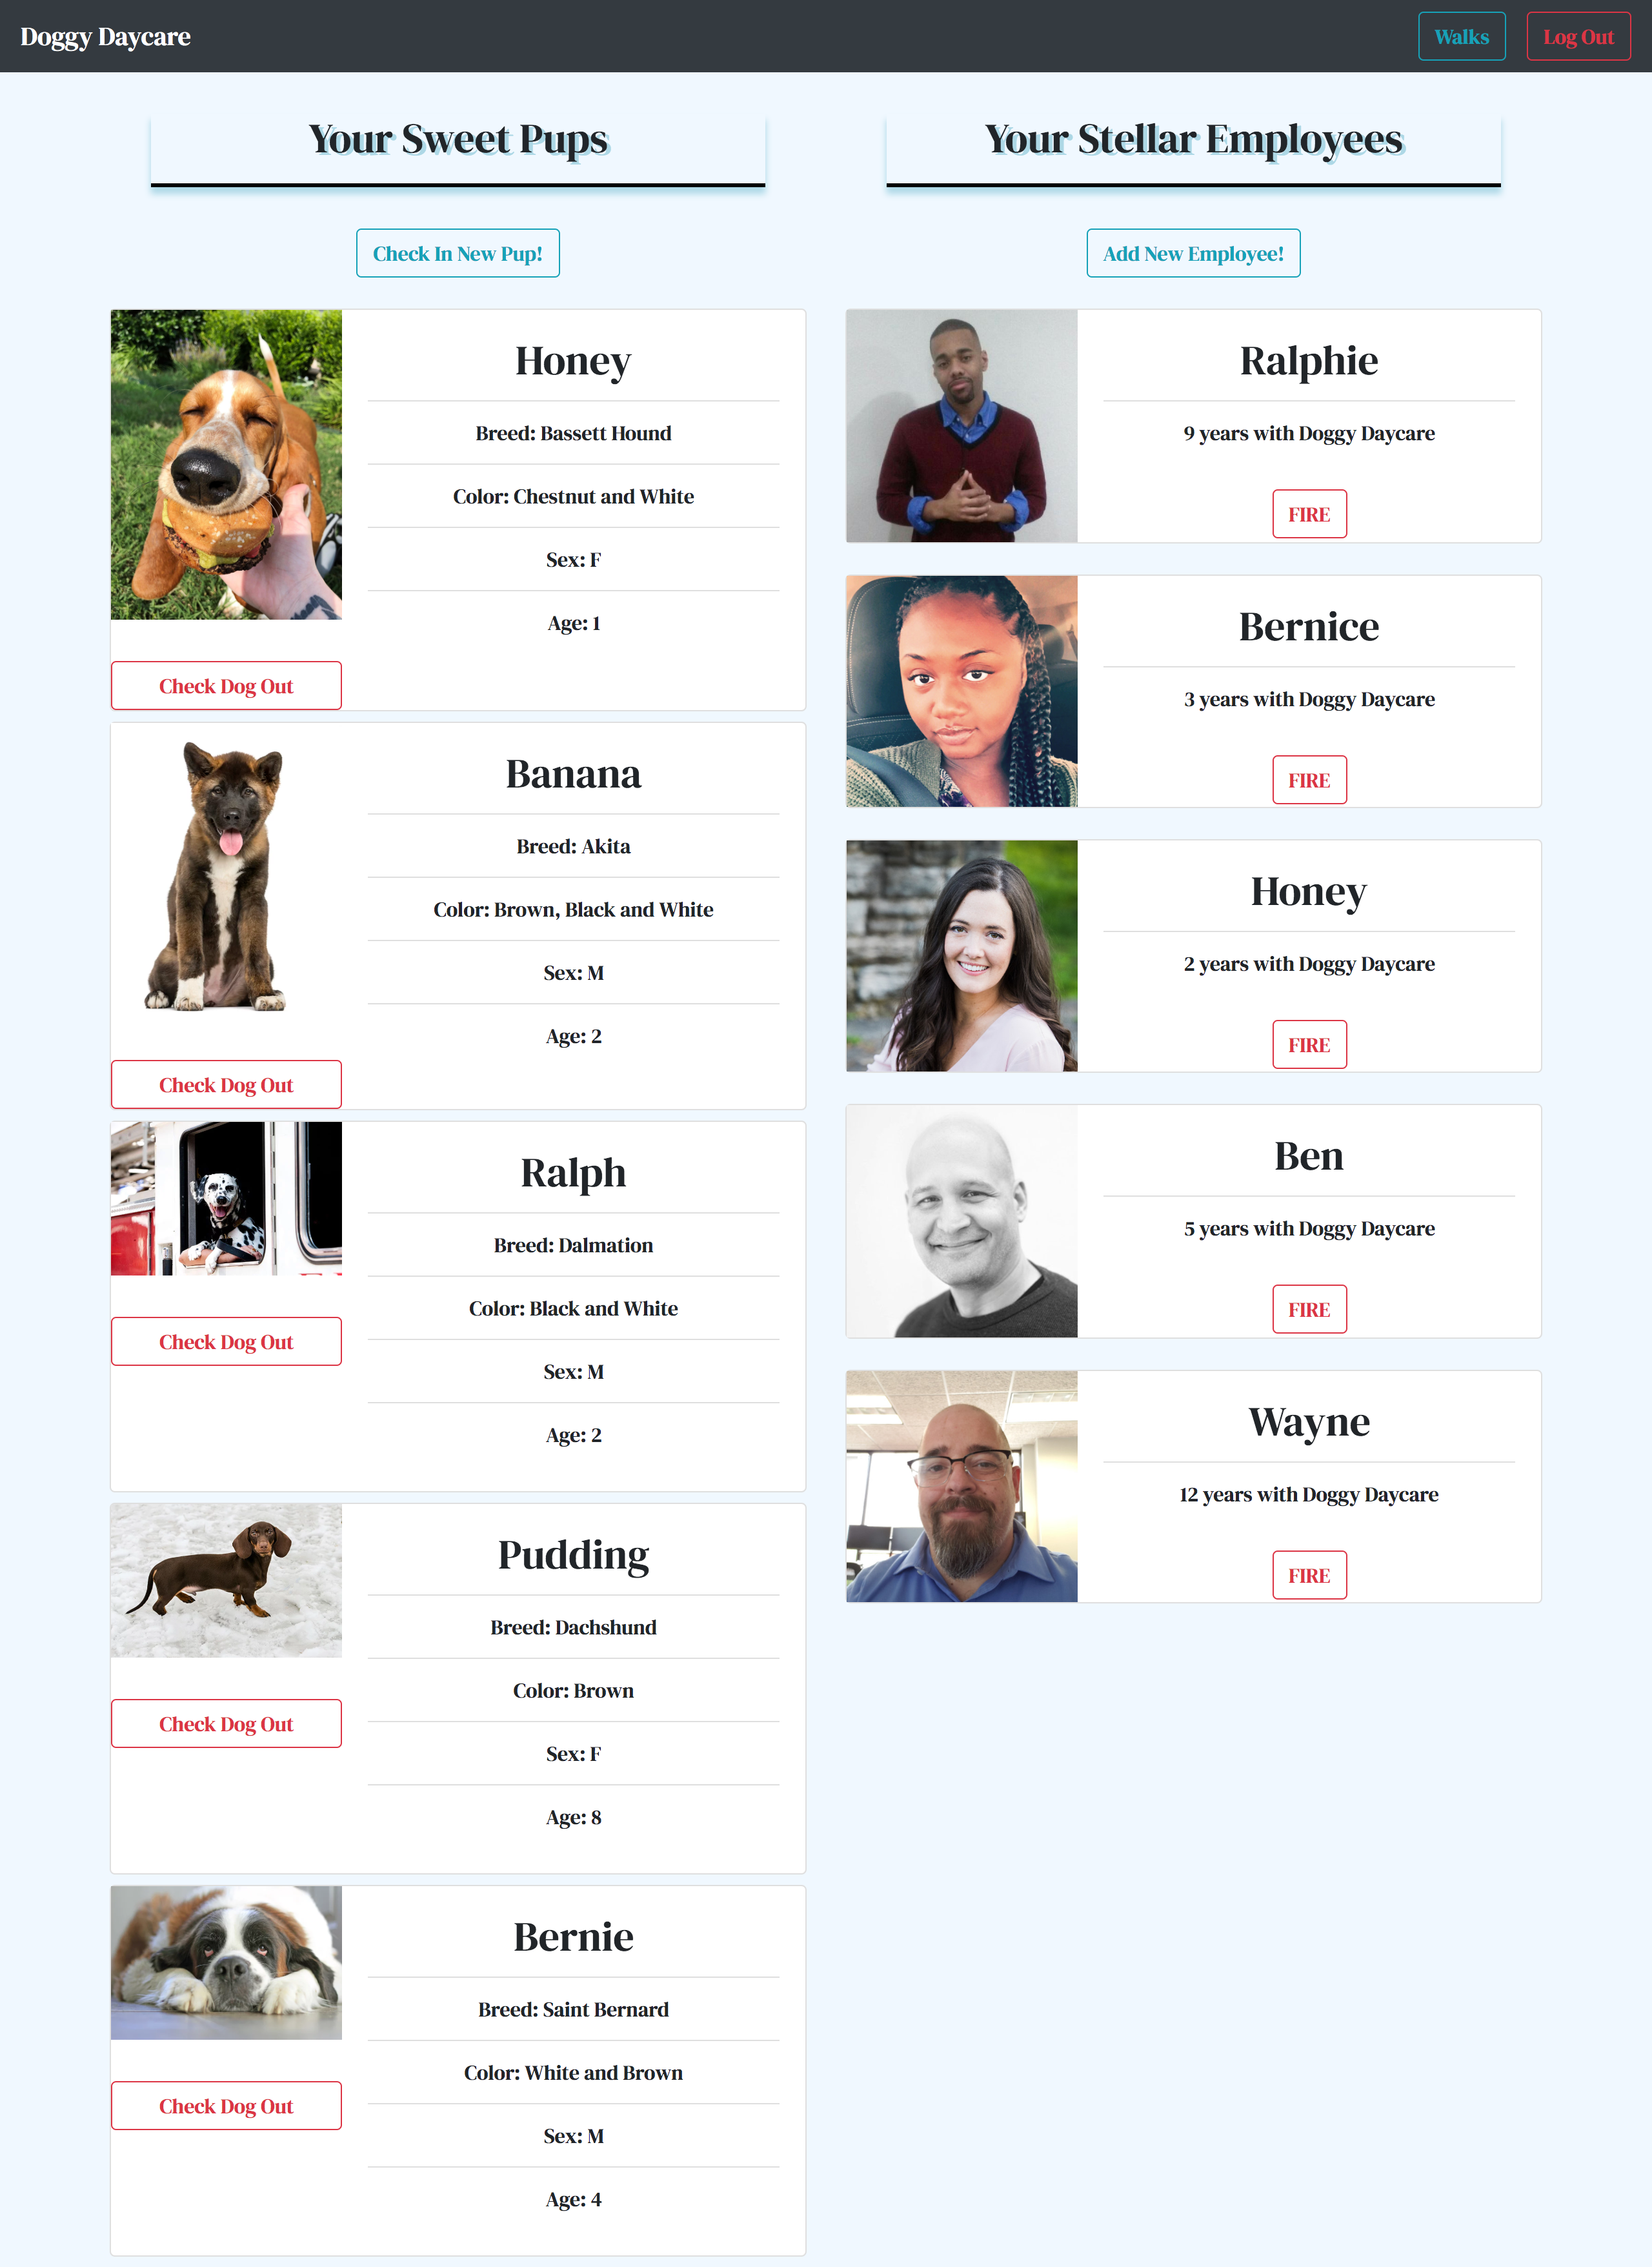 Doggy Daycare
Walks
Log Out
Your Sweet Pups
Check In New Pup!
Honey
Breed: Bassett Hound
Color: Chestnut and White
Sex: F
Age: 1
Check Dog Out
Banana
Breed: Akita
Color: Brown, Black and White
Sex: M
Age: 2
Check Dog Out
Ralph
Breed: Dalmation
Color: Black and White
Sex: M
Age: 2
Check Dog Out
Pudding
Breed: Dachshund
Color: Brown
Sex: F
Age: 8
Check Dog Out
Bernie
Breed: Saint Bernard
Color: White and Brown
Sex: M
Age: 4
Check Dog Out
Your Stellar Employees
Add New Employee!
Ralphie
9 years with Doggy Daycare
FIRE
Bernice
3 years with Doggy Daycare
FIRE
Honey
2 years with Doggy Daycare
FIRE
Ben
5 years with Doggy Daycare
FIRE
Wayne
12 years with Doggy Daycare
FIRE